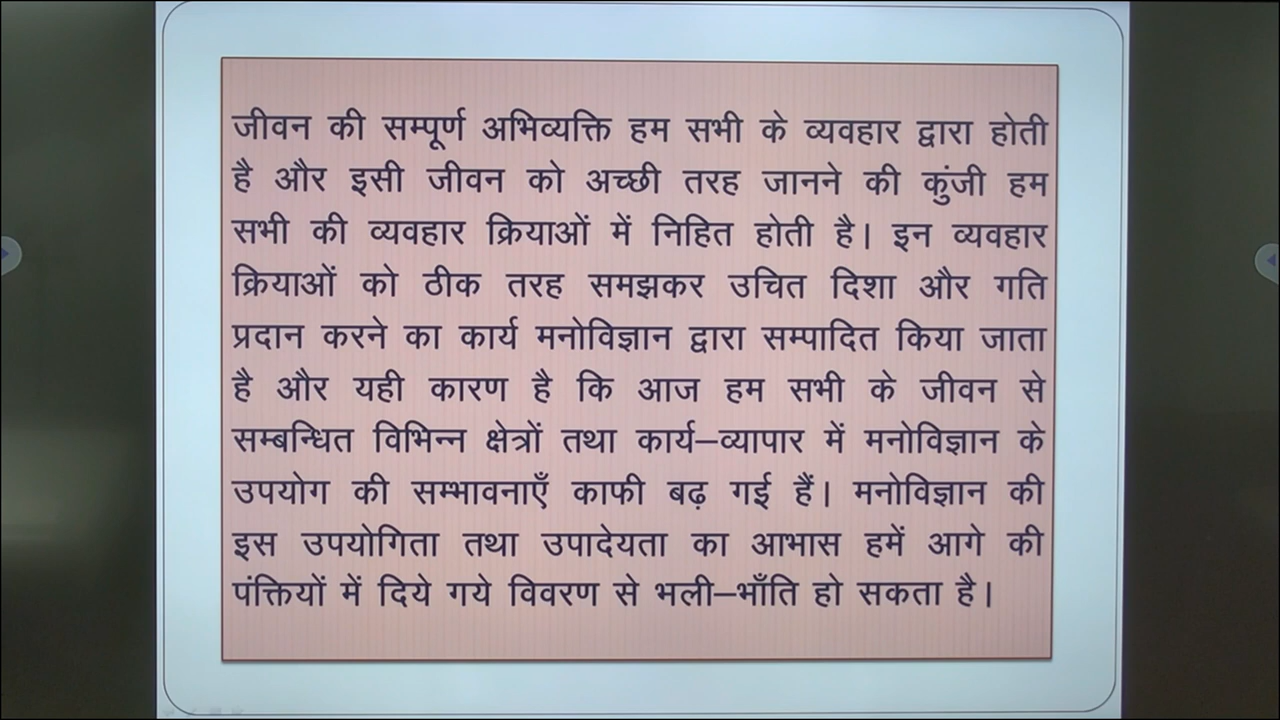 जीवन की सम्पूर्ण अभिव्यक्ति हम सभी के व्यवहार द्वारा होती
है और इसी जीवन को अच्छी तरह जानने की कुंजी हम
सभी की व्यवहार क्रियाओं में निहित होती है। इन व्यवहार
क्रियाओं को ठीक तरह समझकर उचित दिशा और गति
प्रदान करने का कार्य मनोविज्ञान द्वारा सम्पादित किया जाता
है और यही कारण है कि आज हम सभी के जीवन से
सम्बन्धित विभिन्न क्षेत्रों तथा कार्य–व्यापार में मनोविज्ञान के
उपयोग की सम्भावनाएँ काफी बढ़ गई हैं। मनोविज्ञान की
इस उपयोगिता तथा उपादेयता का आभास हमें आगे की
पंक्तियों में दिये गये विवरण से भली–भाँति हो सकता है।